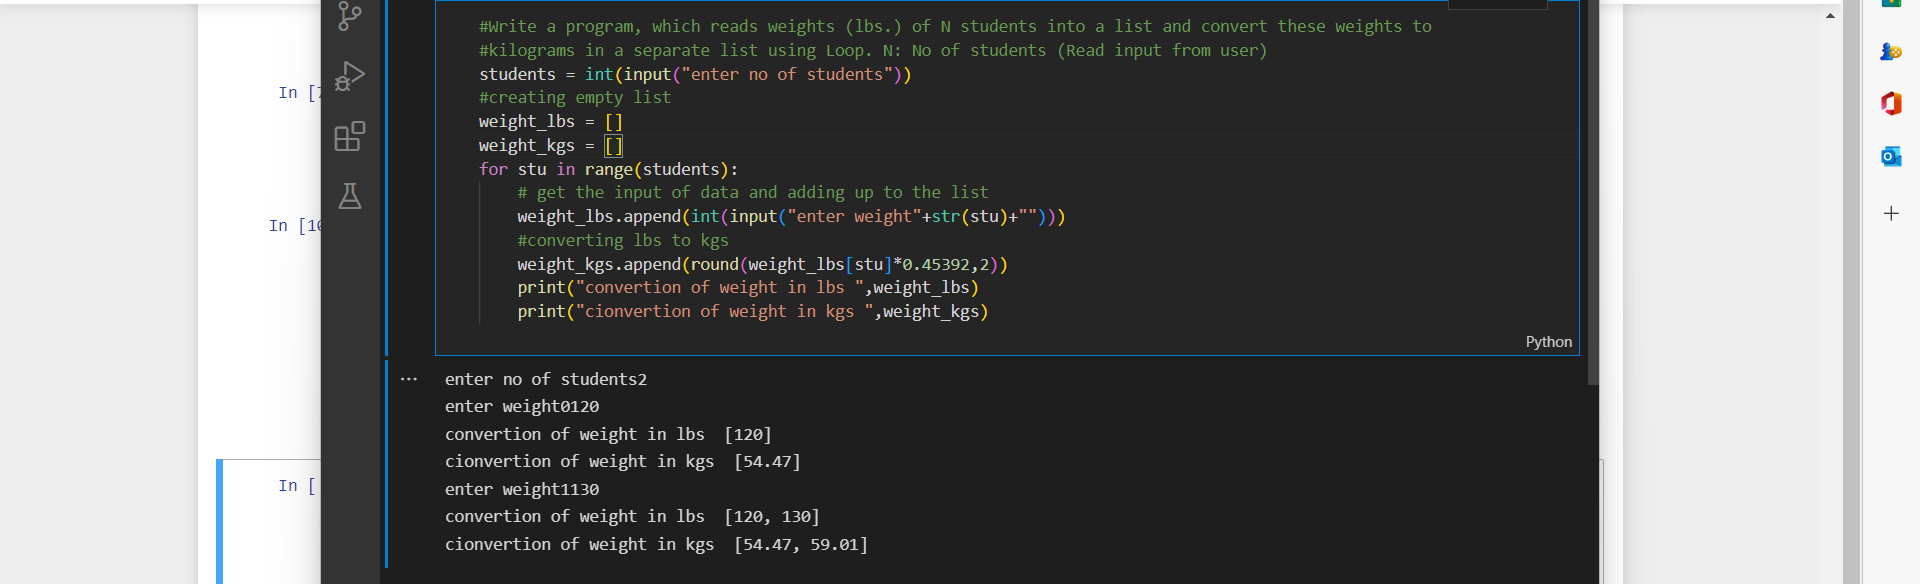 #Write a program, which reads weights (lbs.) of N students into a list and convert these weights to
#kilograms in a separate list using Loop. N: No of students (Read input from user)
students = int(input("enter no of students"))
#creating empty list
weight_lbs = []
weight_kgs = []
for stu in range(students):
# get the input of data and adding up to the list
weight_lbs.append(int(input("enter weight"+str(stu)+"")))
#converting lbs to kgs
weight_kgs.append(round(weight_lbs[stu]*0.45392,2))
print("convertion of weight in lbs ",weight_lbs)
print("cionvertion of weight in kgs ",weight_kgs)
Python
... enter no of students2
enter weight0120
convertion of weight in lbs  [120]
cionvertion of weight in kgs  [54.47]
enter weight1130
convertion of weight in lbs  [120, 130]
cionvertion of weight in kgs  [54.47, 59.01]
In [
In [10
In [